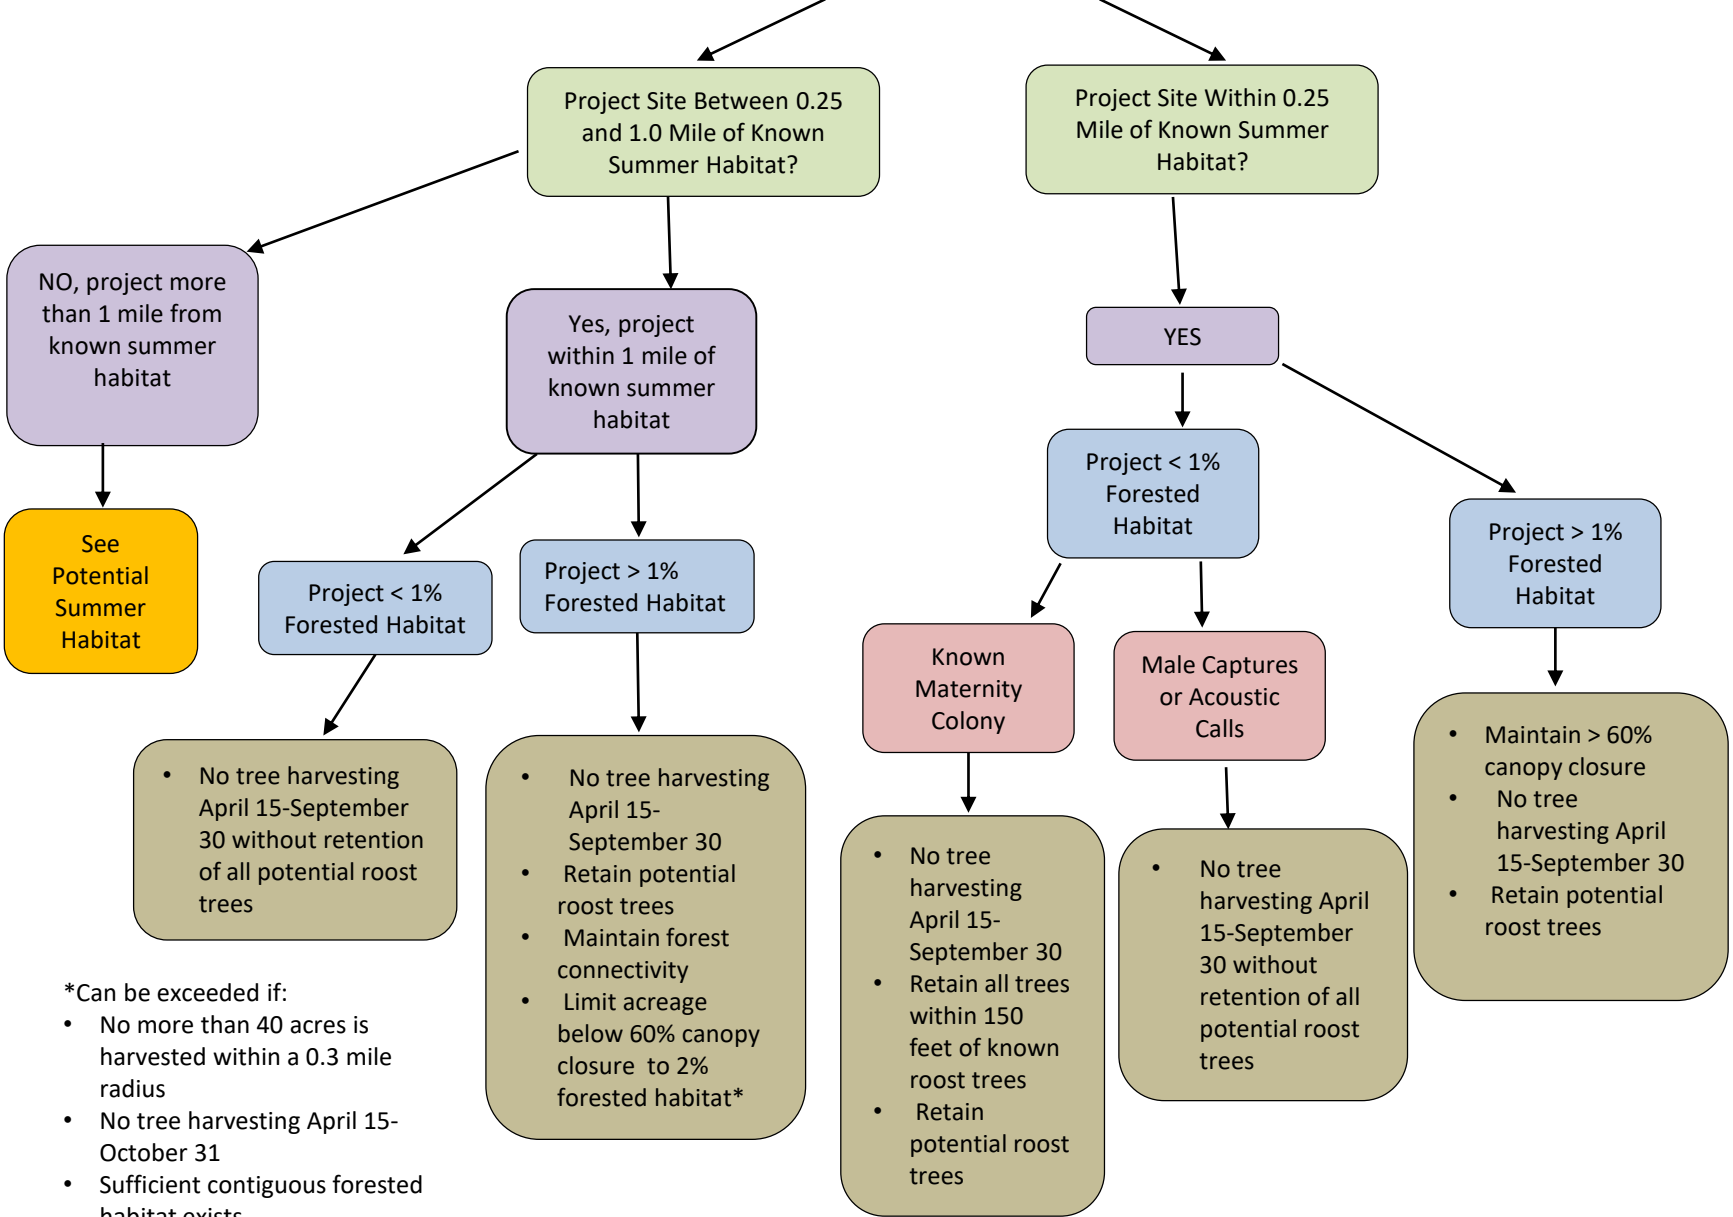 Project Site Between 0.25
and 1.0 Mile of Known
Summer Habitat?
Project Site Within 0.25
Mile of Known Summer
Habitat?
NO, project more
than 1 mile from
known summer
habitat
Yes, project
within 1 mile of
known summer
habitat
YES
See
Potential
Summer
Habitat
Project < 1%
Forested Habitat
Project > 1%
Forested Habitat
Project < 1%
Forested
Habitat
Project > 1%
Forested
Habitat
Known
Maternity
Colony
Male Captures
or Acoustic
Calls
• No tree harvesting
April 15-September
30 without retention
of all potential roost
trees
• No tree harvesting
April 15-
September 30
• Retain potential
roost trees
• Maintain forest
connectivity
• Limit acreage
below 60% canopy
closure to 2%
forested habitat*
• No tree
harvesting
April 15-
September 30
• Retain all trees
within 150
feet of known
roost trees
• Retain
potential roost
trees
• No tree
harvesting April
15-September
30 without
retention of all
potential roost
trees
• Maintain > 60%
canopy closure
• No tree
harvesting April
15-September 30
• Retain potential
roost trees
*Can be exceeded if:
• No more than 40 acres is
harvested within a 0.3 mile
radius
• No tree harvesting April 15-
October 31
• Sufficient contiguous forested
habitat exists